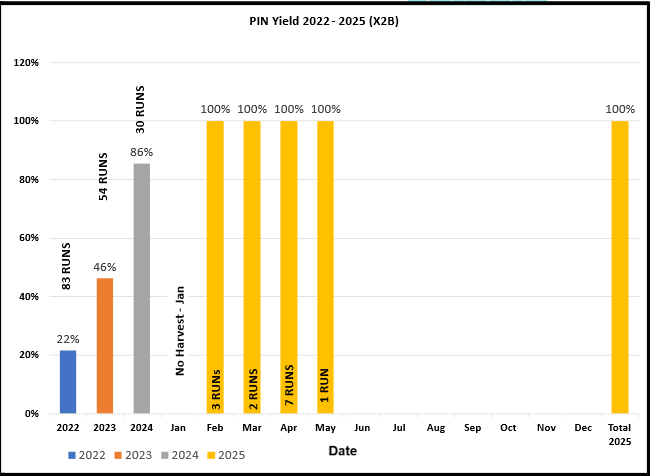 PIN Yield 2022 - 2025 (X2B)
120%
100%
80%
60%
40%
20%
0%
83 RUNS
22%
54 RUNS
46%
30 RUNS
86%
No Harvest - Jan
100%
3 RUNs
100%
2 RUNS
100%
7 RUNS
100%
1 RUN
100%
2022 2023 2024 Jan Feb Mar Apr May Jun Jul Aug Sep Oct Nov Dec Total
2025
Date
2022 2023 2024 2025